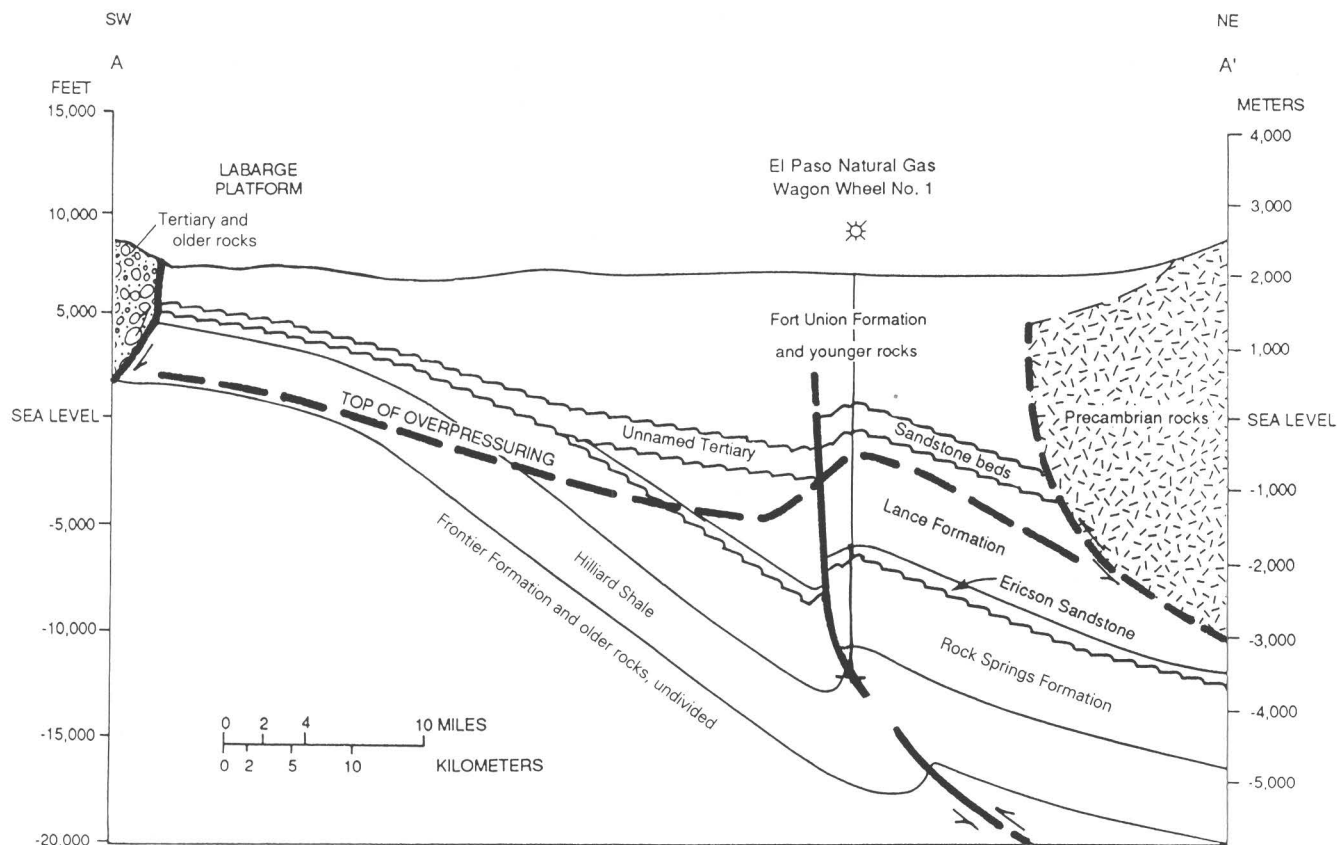 SW
NE
A
A'
FEET
METERS
15,000
10,000
5,000
SEA LEVEL
-5,000
-10,000
-15,000
-20,000
4,000
3,000
2,000
1,000
SEA LEVEL
-1,000
-2,000
-3,000
-4,000
-5,000
LABARGE
PLATFORM
Tertiary and
older rocks
El Paso Natural Gas
Wagon Wheel No. 1
Fort Union Formation
and younger rocks
Precambrian rocks
TOP OF OVERPRESSURING
Unnamed Tertiary
Sandstone beds
Lance Formation
Ericson Sandstone
Rock Springs Formation
Hilliard Shale
Frontier Formation and older rocks, undivided
0 2 4 10 MILES
0 2 5 10 KILOMETERS